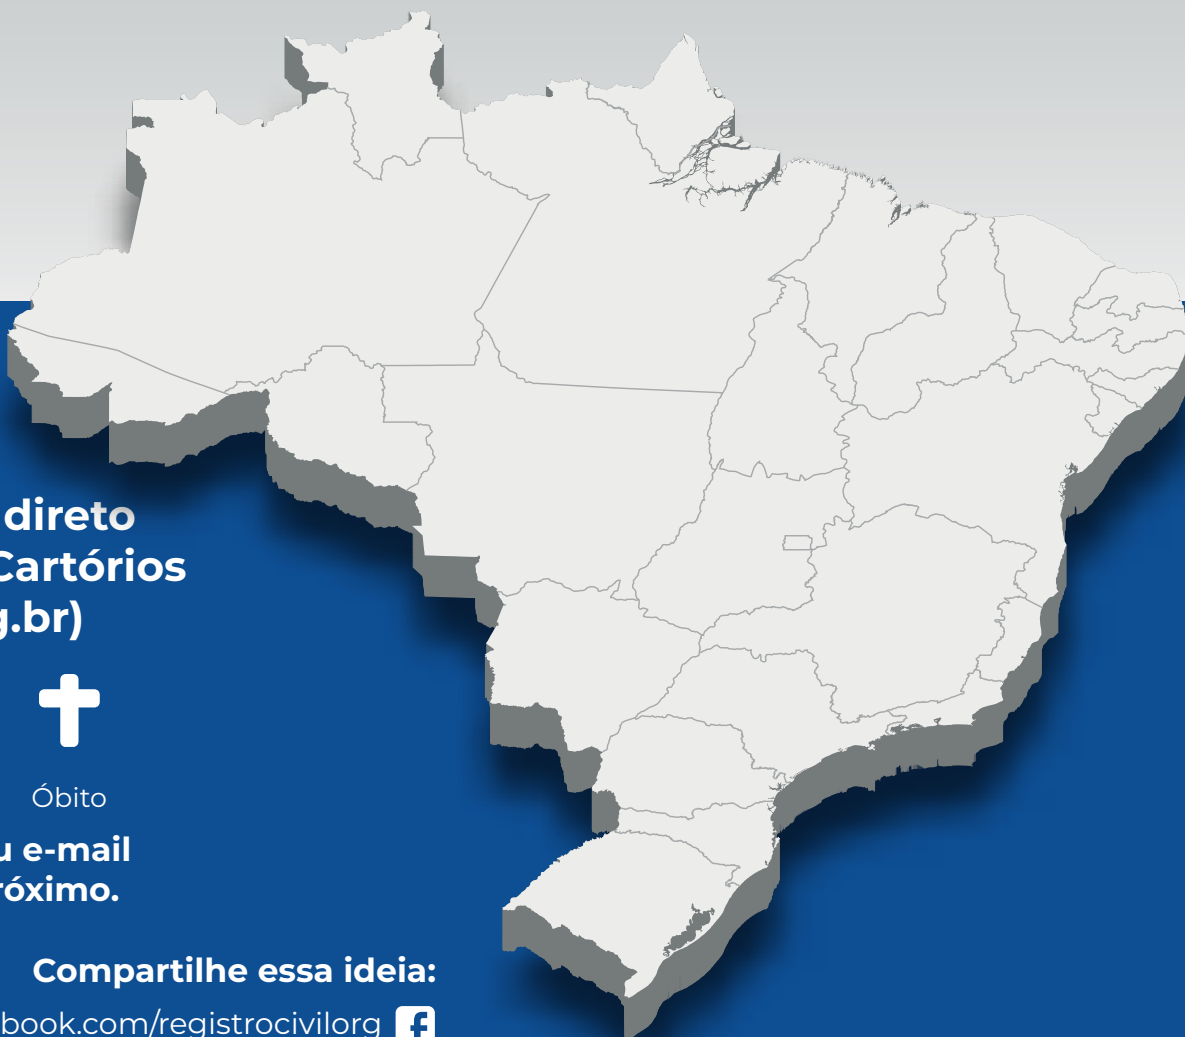 direto
Cartórios
g.br)
Óbito
u e-mail
róximo.
Compartilhe essa ideia:
book.com/registrocivilorg